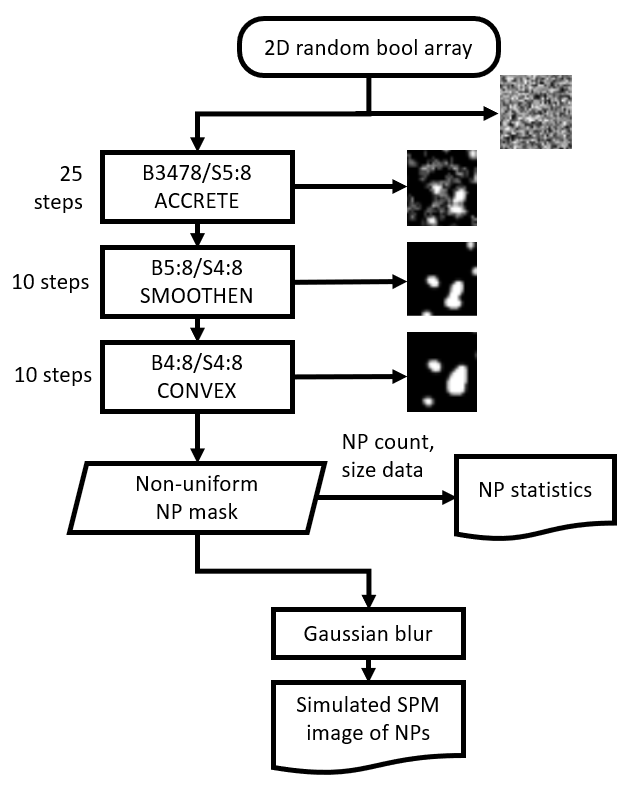 2D random bool array
25
steps
B3478/S5:8
ACCRETE
10 steps
B5:8/S4:8
SMOOTHEN
10 steps
B4:8/S4:8
CONVEX
NP count,
size data
Non-uniform
NP mask
NP statistics
Gaussian blur
Simulated SPM
image of NPs